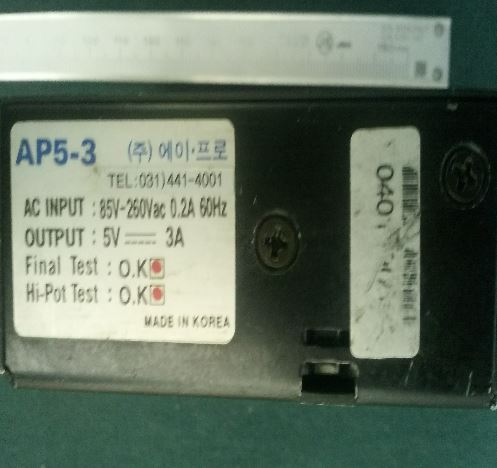 AP5-3 (주) 에이·프로
TEL:031)441-4001
AC INPUT : 85V-260Vac 0.2A 60Hz
OUTPUT : 5V 3A
Final Test : O.K
Hi-Pot Test : O.K
MADE IN KOREA